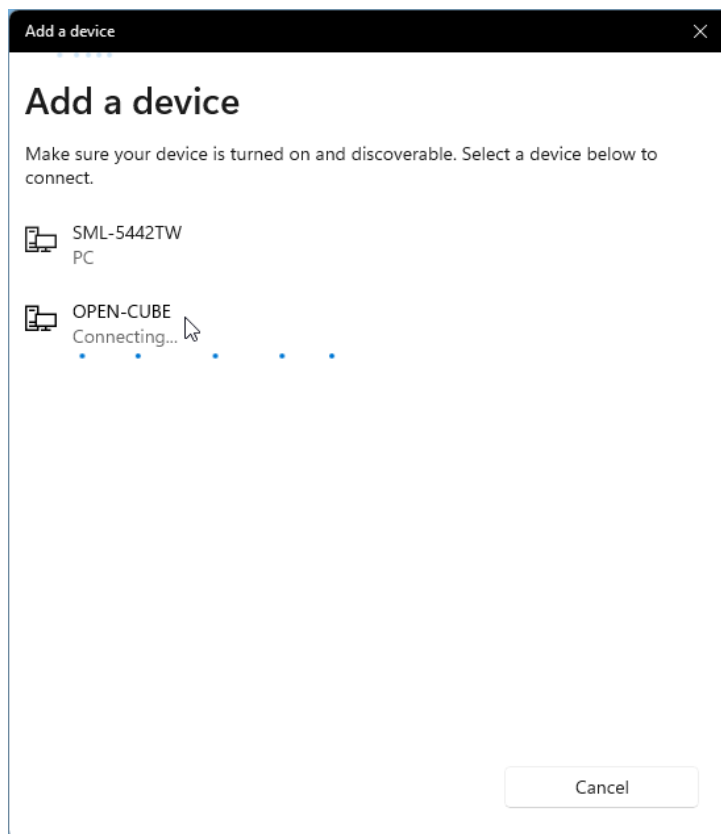 Add a device
Add a device
Make sure your device is turned on and discoverable. Select a device below to
connect.
SML-5442TW
PC
OPEN-CUBE
Connecting...
Cancel